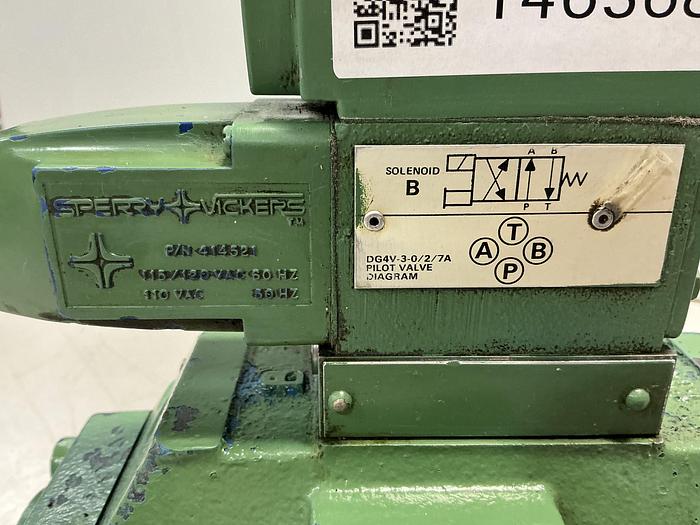 SPERRY VICKERS
TM
P/N 414521
115/120 VAC 60 HZ
110 VAC 50 HZ
SOLENOID
B
A B
P T
DG4V-3-0/2/7A
PILOT VALVE
DIAGRAM
T
A B
P
B